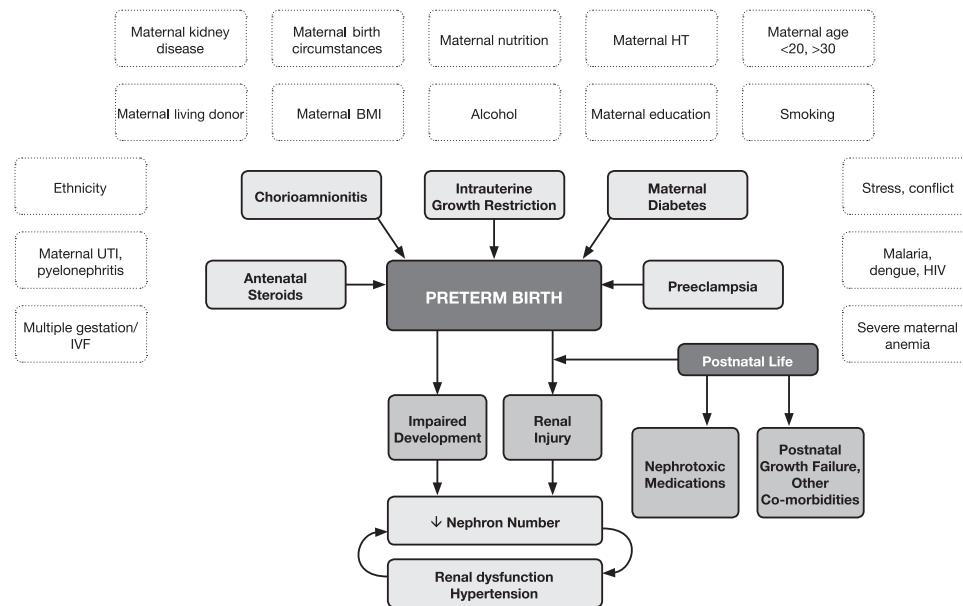 Maternal kidney
disease
Maternal birth
circumstances
Maternal nutrition
Maternal HT
Maternal age
<20, >30
Maternal living donor
Maternal BMI
Alcohol
Maternal education
Smoking
Ethnicity
Chorioamnionitis
Intrauterine
Growth Restriction
Maternal
Diabetes
Stress, conflict
Maternal UTI,
pyelonephritis
Antenatal
Steroids
PRETERM BIRTH
Preeclampsia
Malaria,
dengue, HIV
Multiple gestation/
IVF
Severe maternal
anemia
Postnatal Life
Impaired
Development
Renal
Injury
Nephrotoxic
Medications
Postnatal
Growth Failure,
Other
Co-morbidities
↓ Nephron Number
Renal dysfunction
Hypertension